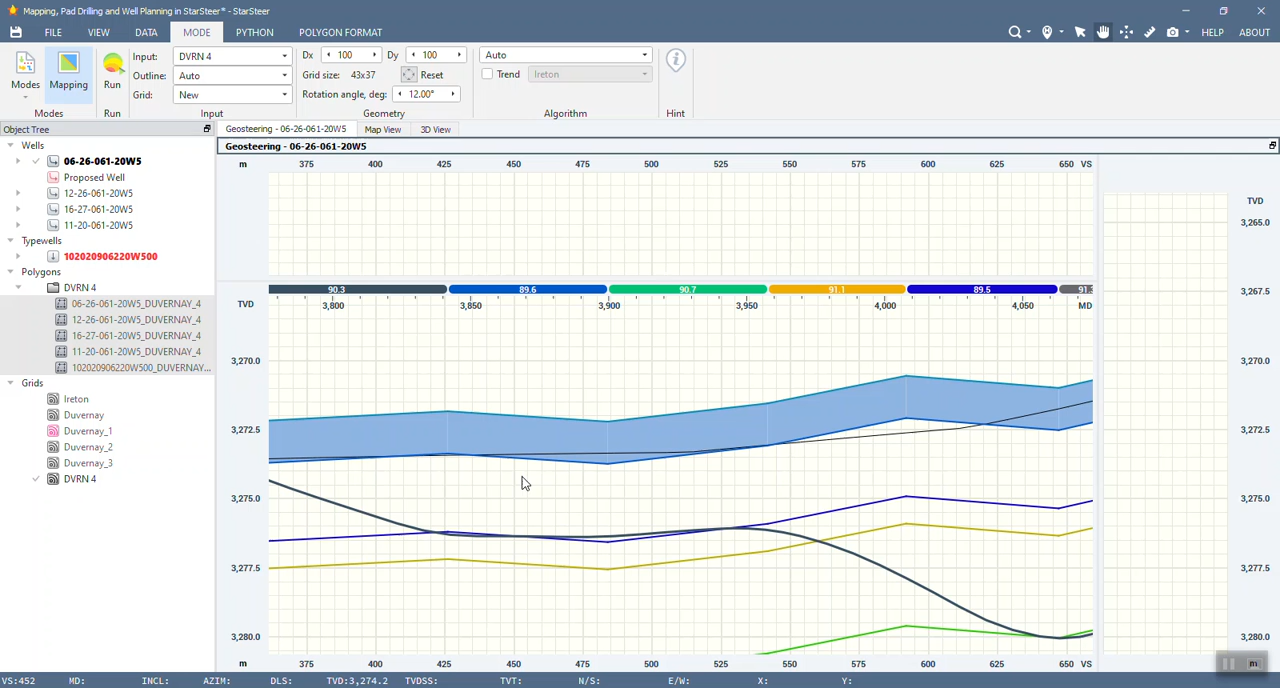 Mapping, Pad Drilling and Well Planning in StarSteer* - StarSteer
FILE VIEW DATA MODE PYTHON POLYGON FORMAT HELP ABOUT
Modes Mapping Run
Input: DVRN 4
Outline: Auto
Grid: New
Dx 100 Dy 100
Grid size: 43x37 Reset
Rotation angle, deg: 12.00°
Auto
Trend Ireton
Hint
Modes Run Input Geometry Algorithm
Object Tree
Wells
06-26-061-20W5
Proposed Well
12-26-061-20W5
16-27-061-20W5
11-20-061-20W5
Typewells
102020906220W500
Polygons
DVRN 4
06-26-061-20W5_DUVERNAY_4
12-26-061-20W5_DUVERNAY_4
16-27-061-20W5_DUVERNAY_4
11-20-061-20W5_DUVERNAY_4
102020906220W500_DUVERNAY...
Grids
Ireton
Duvernay
Duvernay_1
Duvernay_2
Duvernay_3
DVRN 4
Geosteering - 06-26-061-20W5 Map View 3D View
Geosteering - 06-26-061-20W5
m 375 400 425 450 475 500 525 550 575 600 625 650 VS
90.3 89.6 90.7 91.1 89.5
TVD 3,800 3,850 3,900 3,950 4,000 4,050 MD
3,270.0
3,272.5
3,275.0
3,277.5
3,280.0
m 375 400 425 450 475 500 525 550 575 600 625 650 VS
TVD
3,265.0
3,267.5
3,270.0
3,272.5
3,275.0
3,277.5
3,280.0
m
VS:452 MD: INCL: AZIM: DLS: TVD:3,274.2 TVDSS: TVT: N/S: E/W: X: Y: